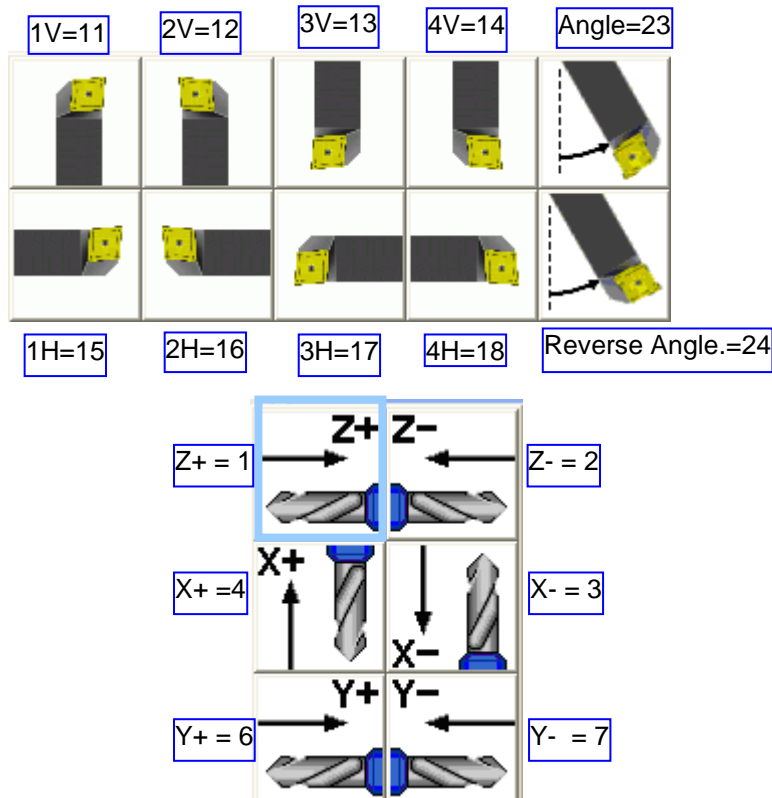 1V=11
2V=12
3V=13
4V=14
Angle=23
1H=15
2H=16
3H=17
4H=18
Reverse Angle.=24
Z+ = 1
Z+
Z-
Z- = 2
X+ =4
X+
X-
X- = 3
Y+ = 6
Y+
Y-
Y-  = 7